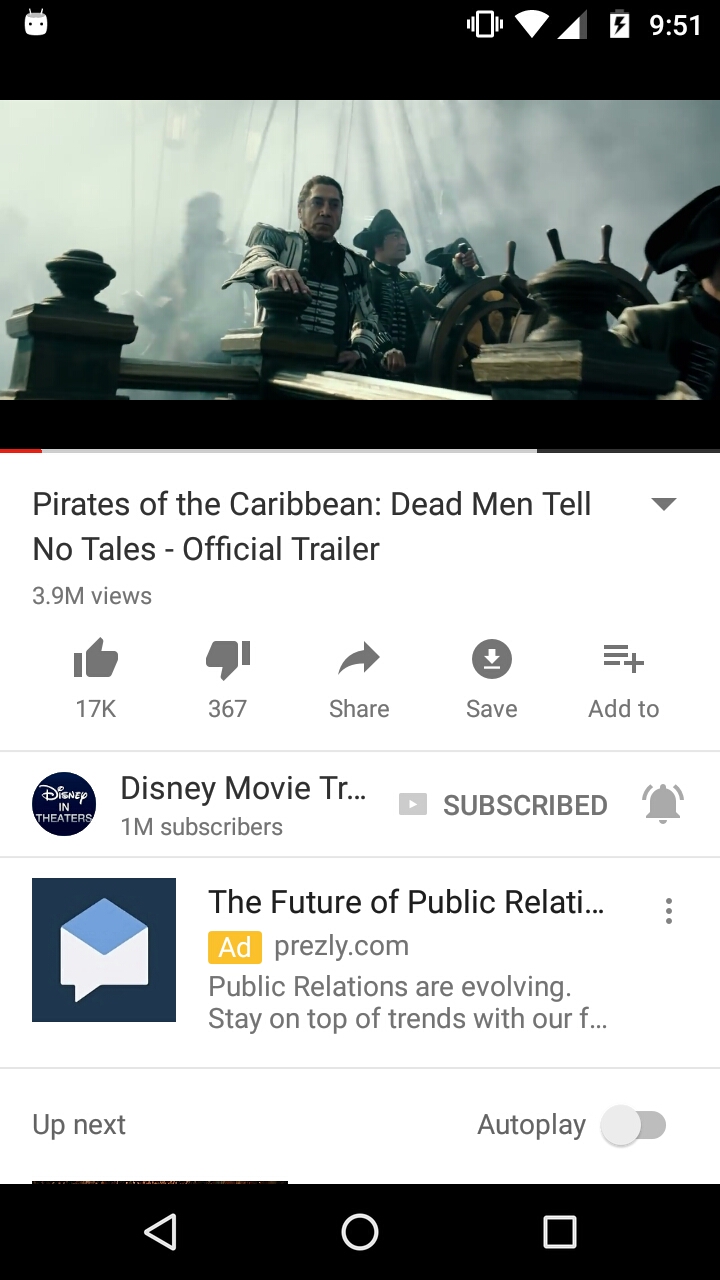 9:51
Pirates of the Caribbean: Dead Men Tell
No Tales - Official Trailer
3.9M views
17K
367
Share
Save
Add to
Disney
IN
THEATERS
Disney Movie Tr...
1M subscribers
SUBSCRIBED
The Future of Public Relati...
Ad prezly.com
Public Relations are evolving.
Stay on top of trends with our f...
Up next
Autoplay